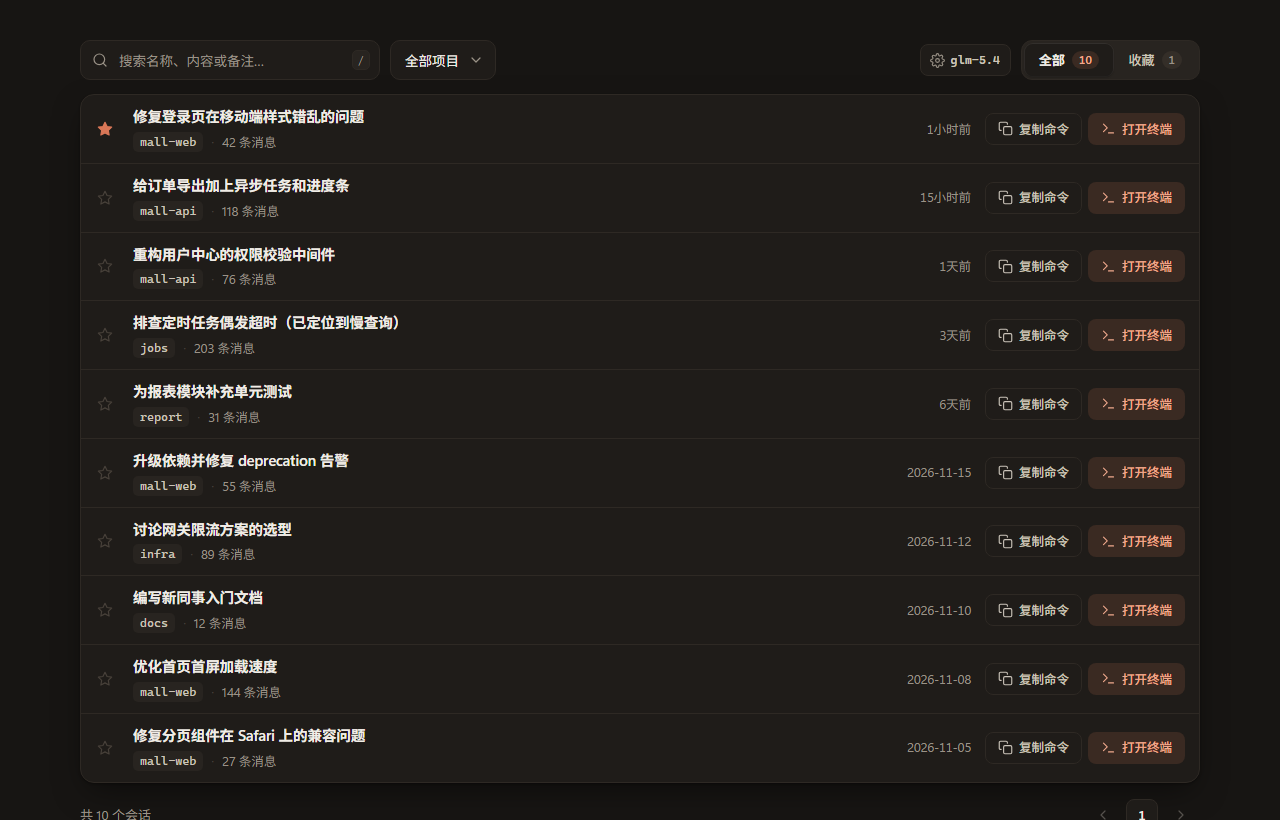 搜索名称、内容或备注... / 全部项目 glm-5.4 全部 10 收藏 1
修复登录页在移动端样式错乱的问题
mall-web · 42 条消息 1小时前 复制命令 打开终端
给订单导出加上异步任务和进度条
mall-api · 118 条消息 15小时前 复制命令 打开终端
重构用户中心的权限校验中间件
mall-api · 76 条消息 1天前 复制命令 打开终端
排查定时任务偶发超时（已定位到慢查询）
jobs · 203 条消息 3天前 复制命令 打开终端
为报表模块补充单元测试
report · 31 条消息 6天前 复制命令 打开终端
升级依赖并修复 deprecation 告警
mall-web · 55 条消息 2026-11-15 复制命令 打开终端
讨论网关限流方案的选型
infra · 89 条消息 2026-11-12 复制命令 打开终端
编写新同事入门文档
docs · 12 条消息 2026-11-10 复制命令 打开终端
优化首页首屏加载速度
mall-web · 144 条消息 2026-11-08 复制命令 打开终端
修复分页组件在 Safari 上的兼容问题
mall-web · 27 条消息 2026-11-05 复制命令 打开终端
共 10 个会话 1